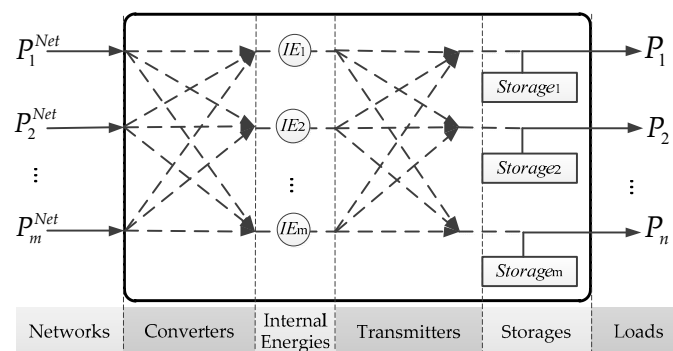 P₁ᴺᵉᵗ IE₁ P₁
Storage₁
P₂ᴺᵉᵗ IE₂ P₂
Storage₂
⋮ ⋮ ⋮
Pₘᴺᵉᵗ IEₘ Pₙ
Storageₘ
Networks Converters Internal Energies Transmitters Storages Loads